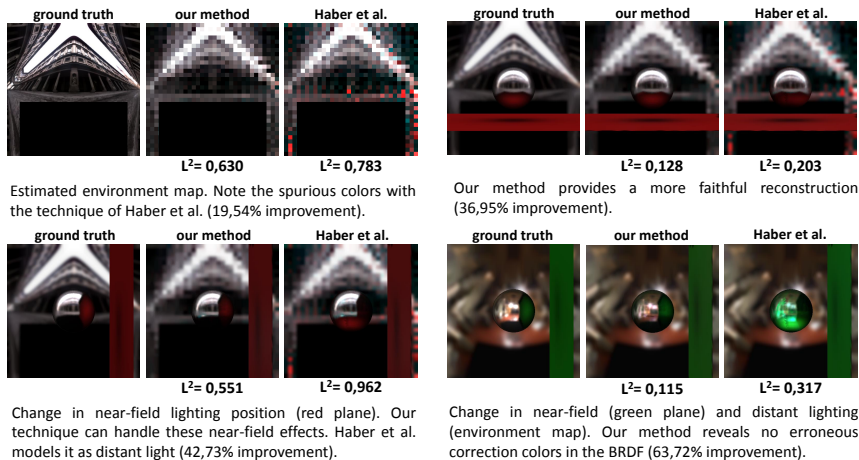 ground truth our method Haber et al.
L²= 0,630 L²= 0,783
Estimated environment map. Note the spurious colors with
the technique of Haber et al. (19,54% improvement).
ground truth our method Haber et al.
L²= 0,128 L²= 0,203
Our method provides a more faithful reconstruction
(36,95% improvement).
ground truth our method Haber et al.
L²= 0,551 L²= 0,962
Change in near-field lighting position (red plane). Our
technique can handle these near-field effects. Haber et al.
models it as distant light (42,73% improvement).
ground truth our method Haber et al.
L²= 0,115 L²= 0,317
Change in near-field (green plane) and distant lighting
(environment map). Our method reveals no erroneous
correction colors in the BRDF (63,72% improvement).